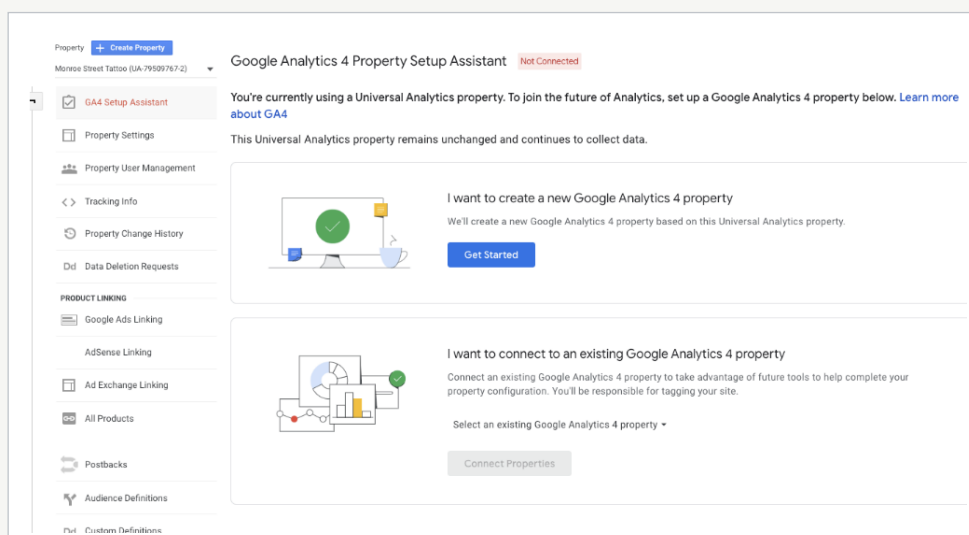 Property + Create Property
Monroe Street Tattoo (UA-79509767-2)
GA4 Setup Assistant
Property Settings
Property User Management
Tracking Info
Property Change History
Dd Data Deletion Requests
PRODUCT LINKING
Google Ads Linking
AdSense Linking
Ad Exchange Linking
All Products
Postbacks
Audience Definitions
Dd Custom Definitions
Google Analytics 4 Property Setup Assistant Not Connected
You're currently using a Universal Analytics property. To join the future of Analytics, set up a Google Analytics 4 property below. Learn more
about GA4
This Universal Analytics property remains unchanged and continues to collect data.
I want to create a new Google Analytics 4 property
We'll create a new Google Analytics 4 property based on this Universal Analytics property.
Get Started
I want to connect to an existing Google Analytics 4 property
Connect an existing Google Analytics 4 property to take advantage of future tools to help complete your
property configuration. You'll be responsible for tagging your site.
Select an existing Google Analytics 4 property
Connect Properties